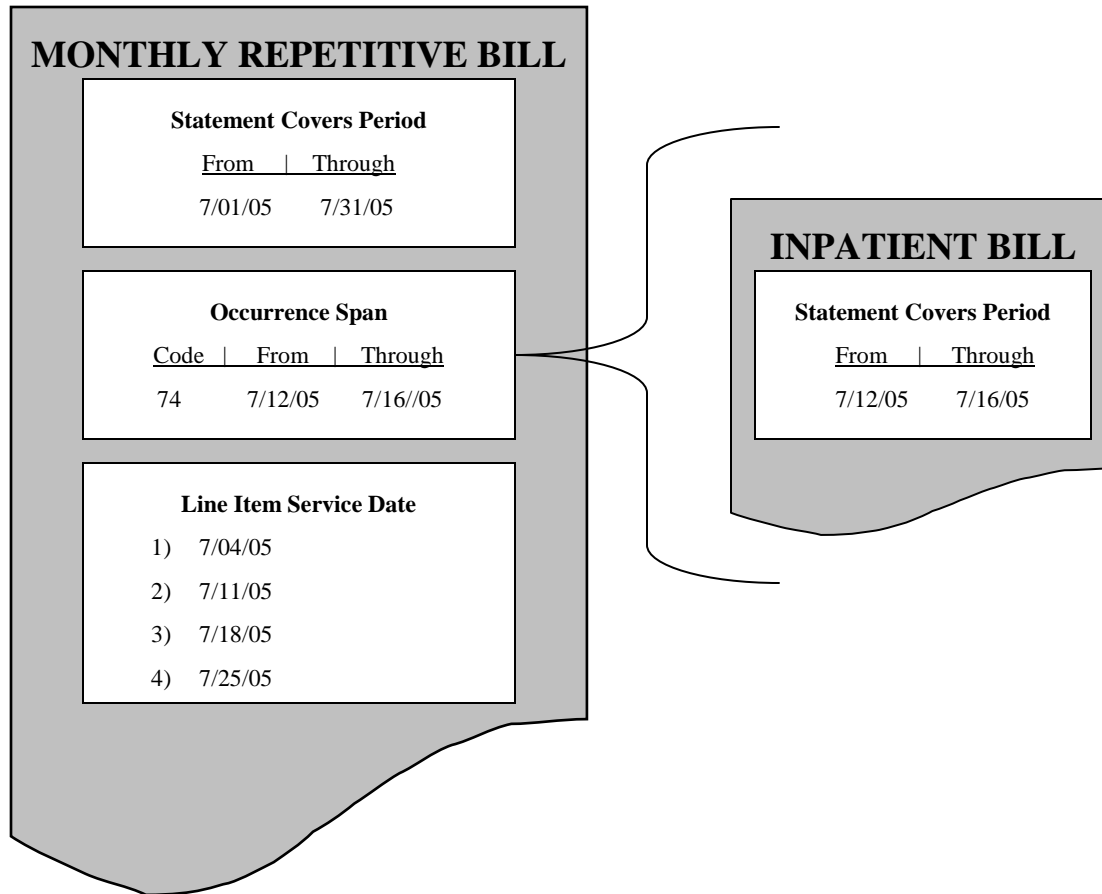 MONTHLY REPETITIVE BILL
Statement Covers Period
From | Through
7/01/05 7/31/05
Occurrence Span
Code | From | Through
74 7/12/05 7/16//05
Line Item Service Date
1) 7/04/05
2) 7/11/05
3) 7/18/05
4) 7/25/05
INPATIENT BILL
Statement Covers Period
From | Through
7/12/05 7/16/05